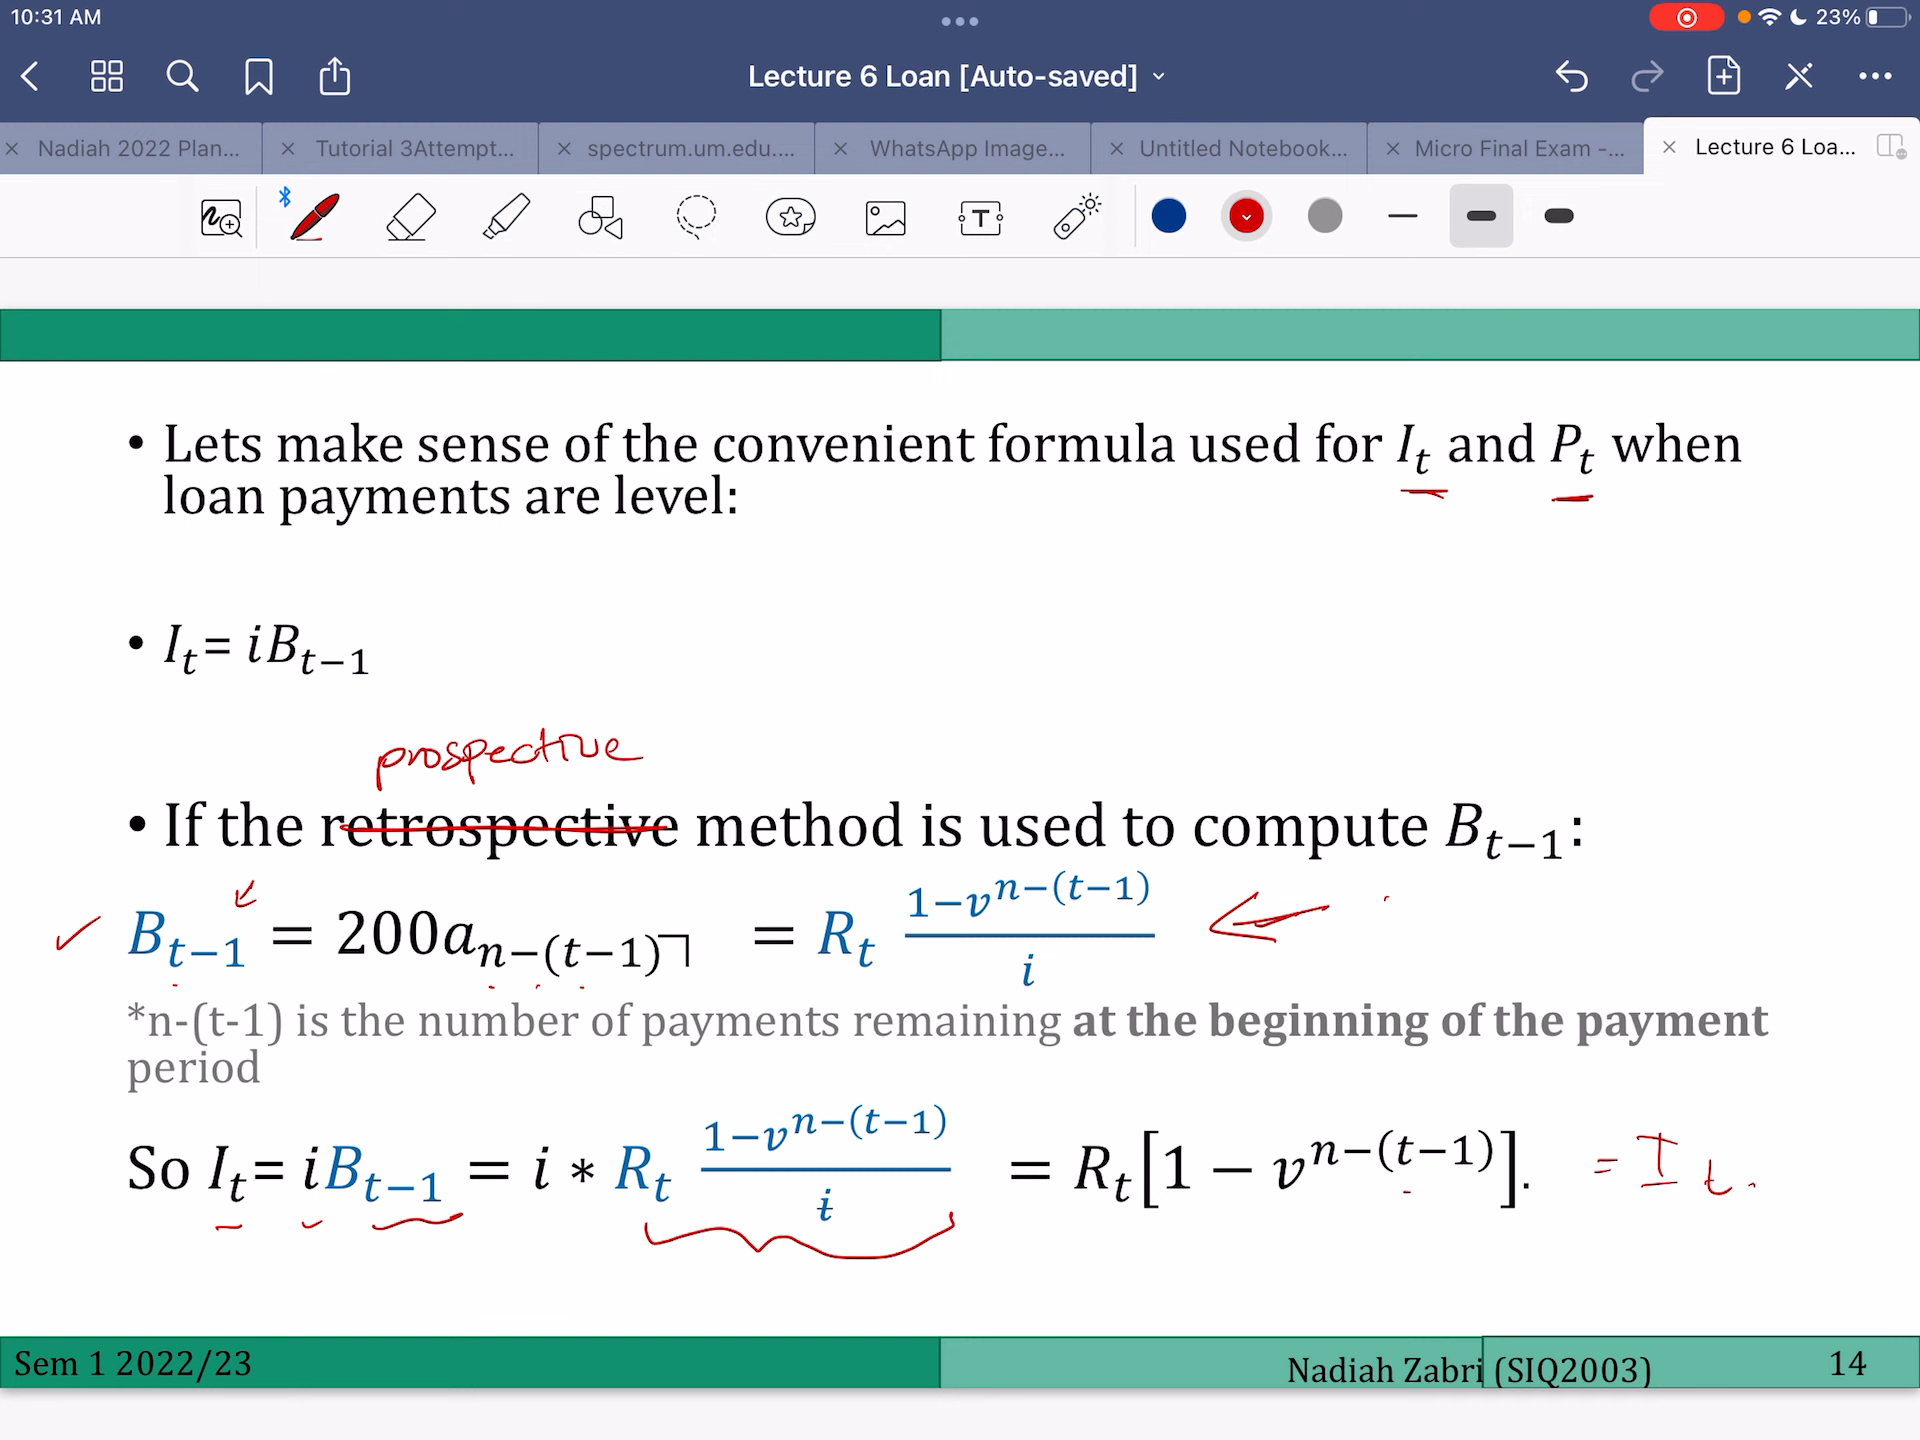 10:31 AM
23%
Lecture 6 Loan [Auto-saved]
Nadiah 2022 Plan...
Tutorial 3Attempt...
spectrum.um.edu....
WhatsApp Image...
Untitled Notebook...
Micro Final Exam -...
Lecture 6 Loa...
• Lets make sense of the convenient formula used for I_t and P_t when
loan payments are level:
• I_t = iB_{t−1}
prospective
• If the retrospective method is used to compute B_{t−1}:
B_{t−1} = 200a_{n−(t−1)⅂} = R_t \frac{1−v^{n−(t−1)}}{i}
*n-(t-1) is the number of payments remaining at the beginning of the payment
period
So I_t = iB_{t−1} = i * R_t \frac{1−v^{n−(t−1)}}{i} = R_t[1 − v^{n−(t−1)}]. = I_t.
Sem 1 2022/23
Nadiah Zabri (SIQ2003)
14